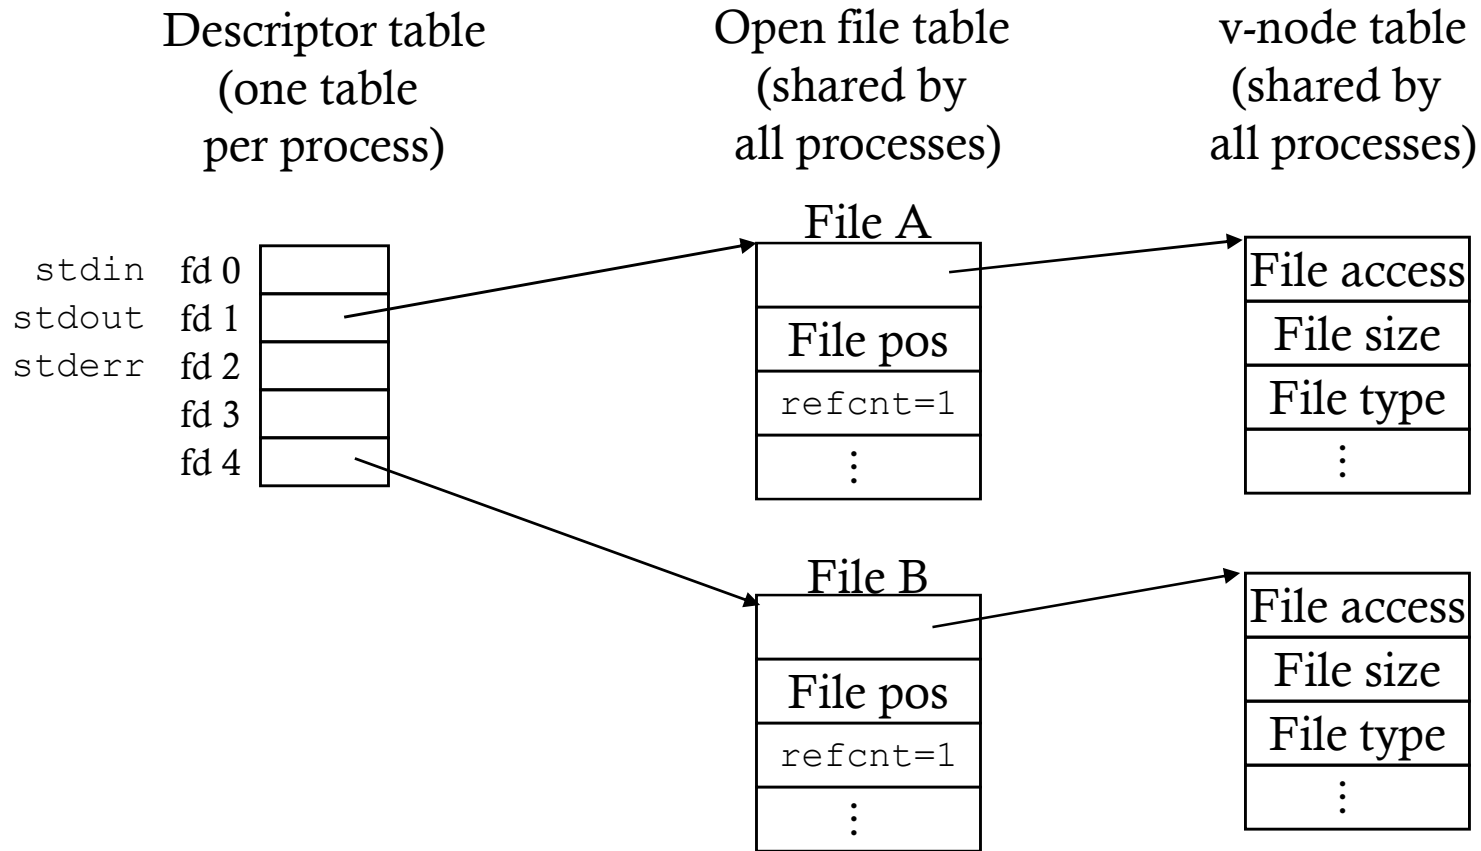 Descriptor table
(one table
per process)
Open file table
(shared by
all processes)
v-node table
(shared by
all processes)
stdin fd 0
stdout fd 1
stderr fd 2
fd 3
fd 4
File A
File pos
refcnt=1
⋮
File access
File size
File type
⋮
File B
File pos
refcnt=1
⋮
File access
File size
File type
⋮